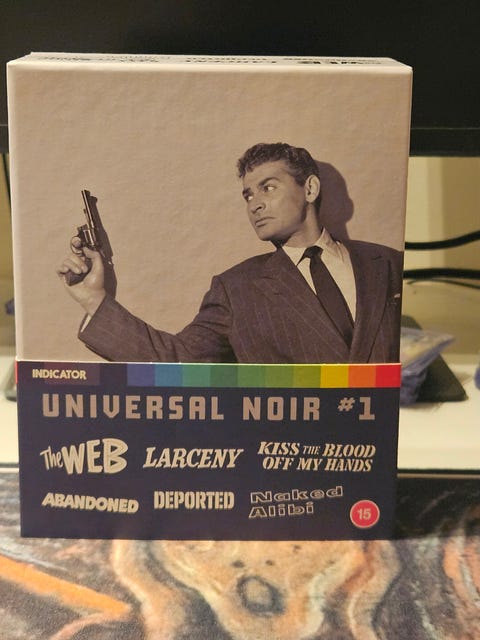 INDICATOR
UNIVERSAL NOIR #1
The WEB
LARCENY
KISS THE BLOOD
OFF MY HANDS
ABANDONED
DEPORTED
Naked
Alibi
15